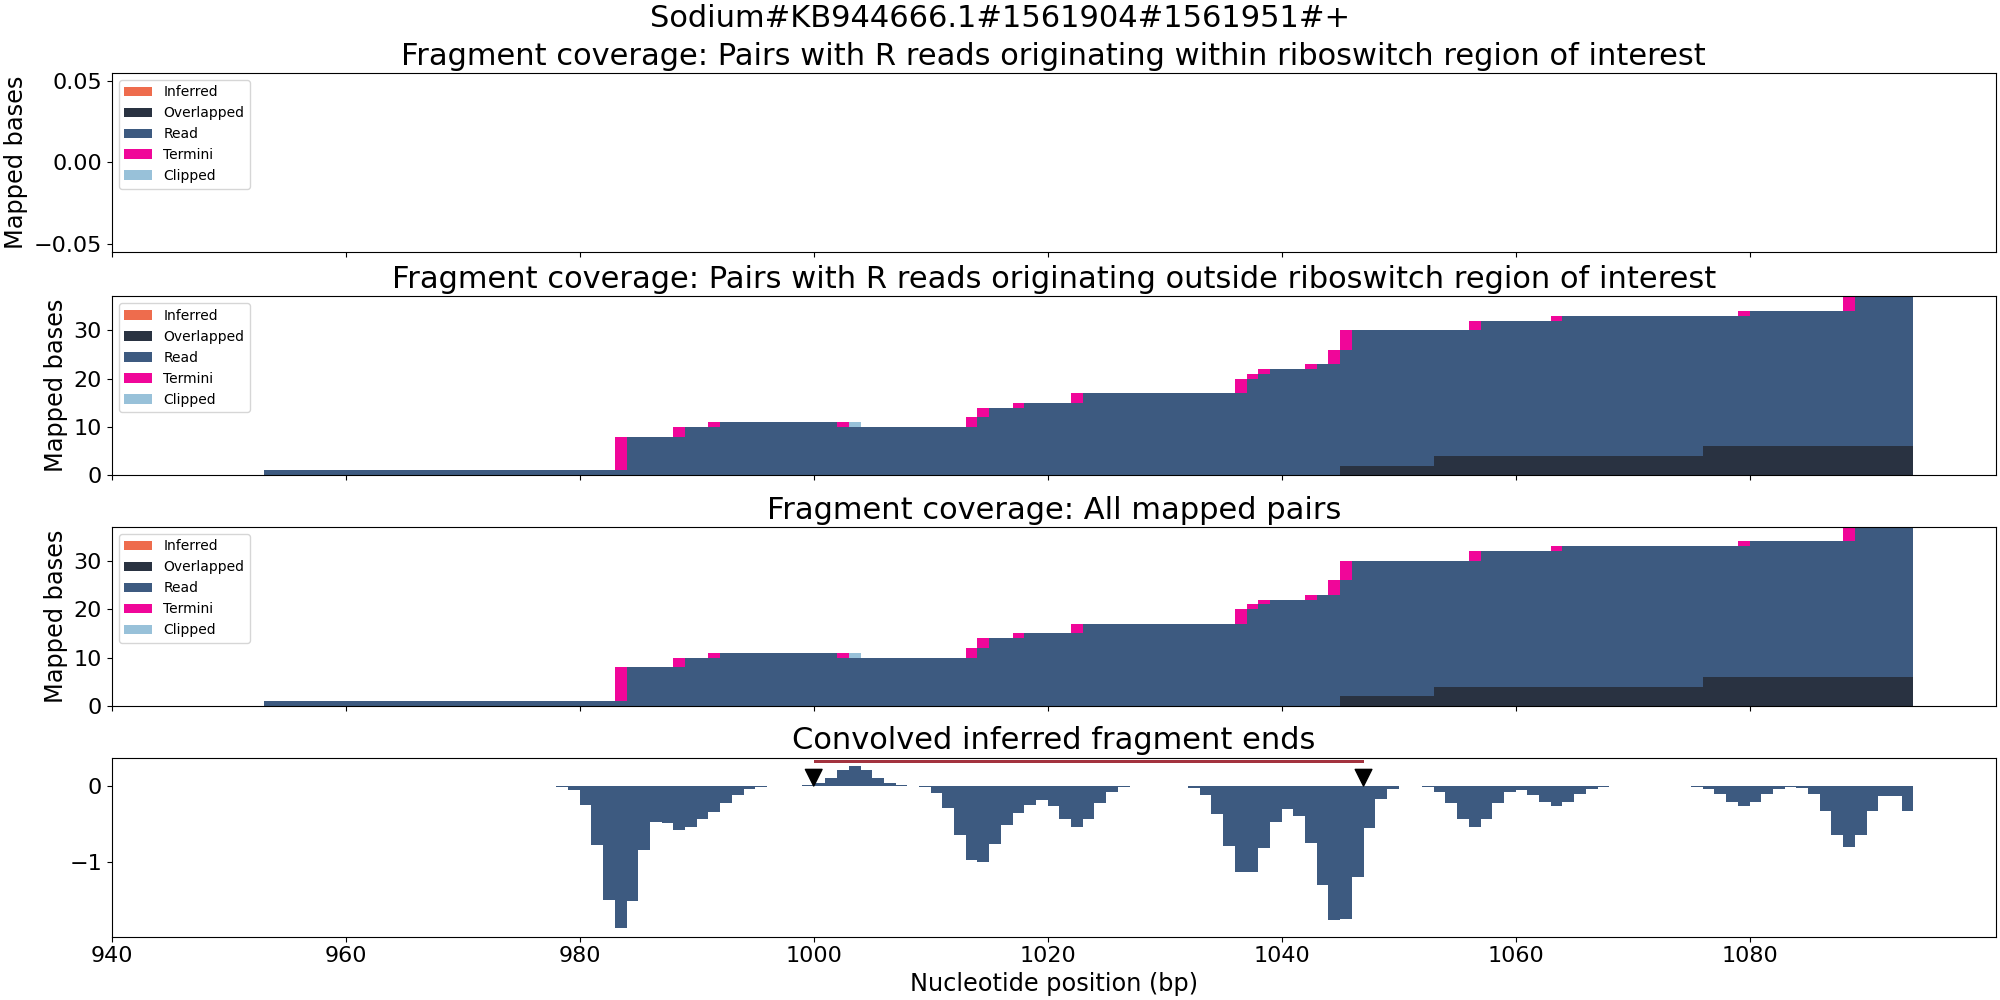 Sodium#KB944666.1#1561904#1561951#+
Fragment coverage: Pairs with R reads originating within riboswitch region of interest
Mapped bases
0.05
0.00
−0.05
Inferred
Overlapped
Read
Termini
Clipped
Fragment coverage: Pairs with R reads originating outside riboswitch region of interest
Mapped bases
30
20
10
0
Inferred
Overlapped
Read
Termini
Clipped
Fragment coverage: All mapped pairs
Mapped bases
30
20
10
0
Inferred
Overlapped
Read
Termini
Clipped
Convolved inferred fragment ends
0
−1
940 960 980 1000 1020 1040 1060 1080
Nucleotide position (bp)